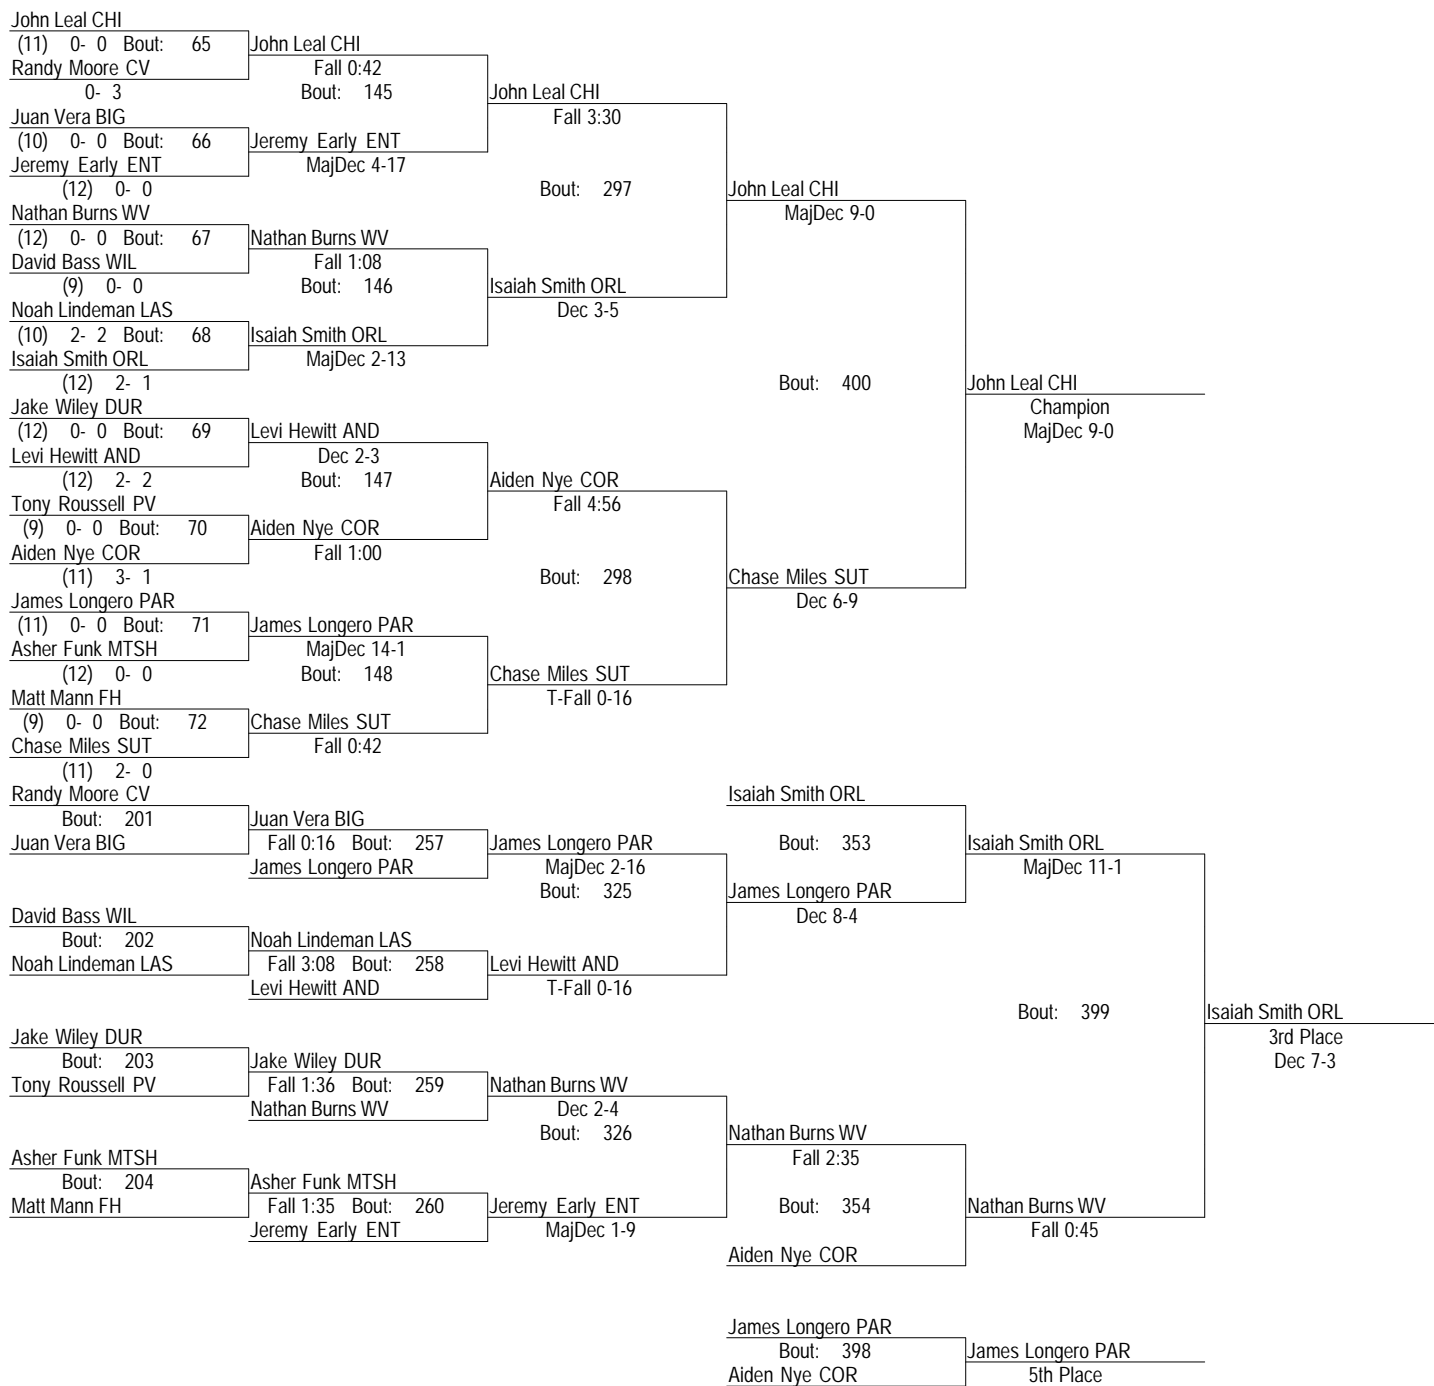 John Leal CHI
(11) 0- 0 Bout: 65 John Leal CHI
Randy Moore CV Fall 0:42
0- 3 Bout: 145 John Leal CHI
Juan Vera BIG Fall 3:30
(10) 0- 0 Bout: 66 Jeremy Early ENT
Jeremy Early ENT MajDec 4-17
(12) 0- 0 Bout: 297 John Leal CHI
Nathan Burns WV MajDec 9-0
(12) 0- 0 Bout: 67 Nathan Burns WV
David Bass WIL Fall 1:08
(9) 0- 0 Bout: 146 Isaiah Smith ORL
Noah Lindeman LAS Dec 3-5
(10) 2- 2 Bout: 68 Isaiah Smith ORL
Isaiah Smith ORL MajDec 2-13
(12) 2- 1 Bout: 400 John Leal CHI
Jake Wiley DUR Champion
(12) 0- 0 Bout: 69 Levi Hewitt AND MajDec 9-0
Levi Hewitt AND Dec 2-3
(12) 2- 2 Bout: 147 Aiden Nye COR
Tony Roussell PV Fall 4:56
(9) 0- 0 Bout: 70 Aiden Nye COR
Aiden Nye COR Fall 1:00
(11) 3- 1 Bout: 298 Chase Miles SUT
James Longero PAR Dec 6-9
(11) 0- 0 Bout: 71 James Longero PAR
Asher Funk MTSH MajDec 14-1
(12) 0- 0 Bout: 148 Chase Miles SUT
Matt Mann FH T-Fall 0-16
(9) 0- 0 Bout: 72 Chase Miles SUT
Chase Miles SUT Fall 0:42
(11) 2- 0
Randy Moore CV Isaiah Smith ORL
Bout: 201 Juan Vera BIG
Juan Vera BIG Fall 0:16 Bout: 257 James Longero PAR Bout: 353 Isaiah Smith ORL
James Longero PAR MajDec 2-16 MajDec 11-1
Bout: 325 James Longero PAR
David Bass WIL Dec 8-4
Bout: 202 Noah Lindeman LAS
Noah Lindeman LAS Fall 3:08 Bout: 258 Levi Hewitt AND
Levi Hewitt AND T-Fall 0-16
Bout: 399 Isaiah Smith ORL
Jake Wiley DUR 3rd Place
Bout: 203 Jake Wiley DUR Dec 7-3
Tony Roussell PV Fall 1:36 Bout: 259 Nathan Burns WV
Nathan Burns WV Dec 2-4
Bout: 326 Nathan Burns WV
Asher Funk MTSH Fall 2:35
Bout: 204 Asher Funk MTSH
Matt Mann FH Fall 1:35 Bout: 260 Jeremy Early ENT Bout: 354 Nathan Burns WV
Jeremy Early ENT MajDec 1-9 Fall 0:45
Aiden Nye COR
James Longero PAR
Bout: 398 James Longero PAR
Aiden Nye COR 5th Place